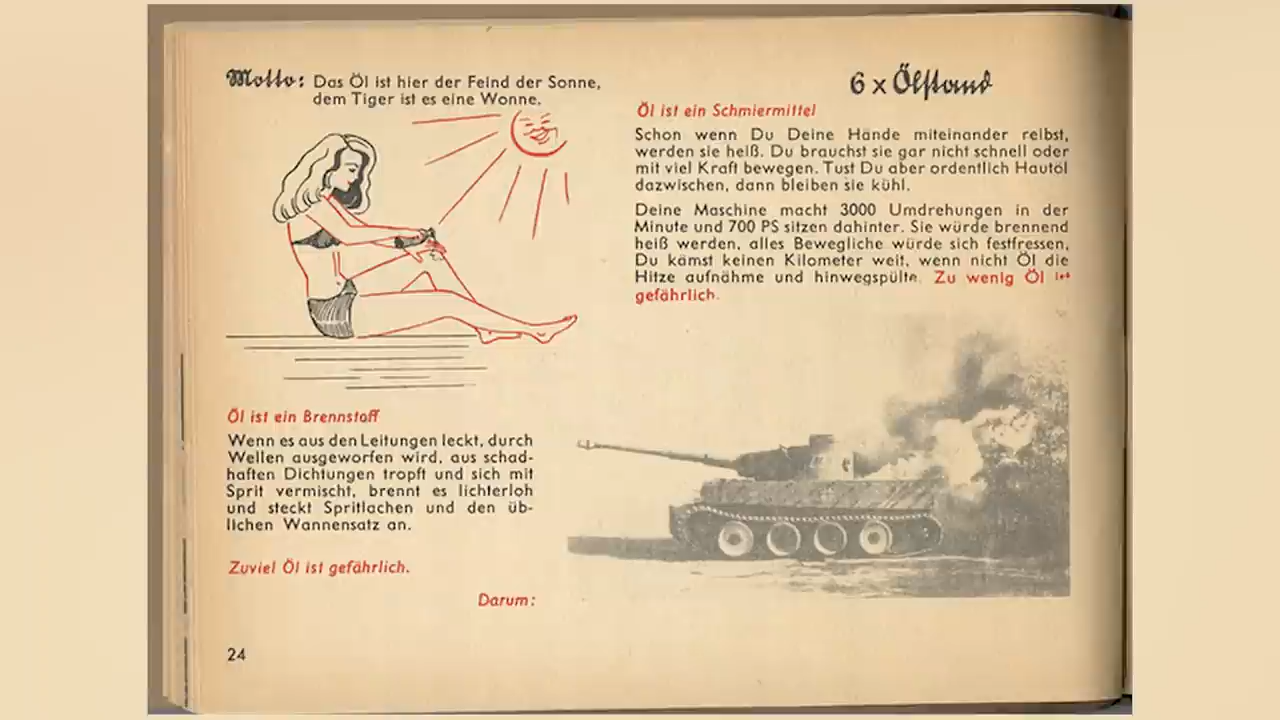 Motto: Das Öl ist hier der Feind der Sonne,
dem Tiger ist es eine Wonne.
6 x Ölstand
Öl ist ein Schmiermittel
Schon wenn Du Deine Hände miteinander reibst,
werden sie heiß. Du brauchst sie gar nicht schnell oder
mit viel Kraft bewegen. Tust Du aber ordentlich Hautöl
dazwischen, dann bleiben sie kühl.
Deine Maschine macht 3000 Umdrehungen in der
Minute und 700 PS sitzen dahinter. Sie würde brennend
heiß werden, alles Bewegliche würde sich festfressen,
Du kämst keinen Kilometer weit, wenn nicht Öl die
Hitze aufnähme und hinwegspülte. Zu wenig Öl
gefährlich.
Öl ist ein Brennstoff
Wenn es aus den Leitungen leckt, durch
Wellen ausgeworfen wird, aus schad-
haften Dichtungen tropft und sich mit
Sprit vermischt, brennt es lichterloh
und steckt Spritlachen und den üb-
lichen Wannensatz an.
Zuviel Öl ist gefährlich.
Darum:
24